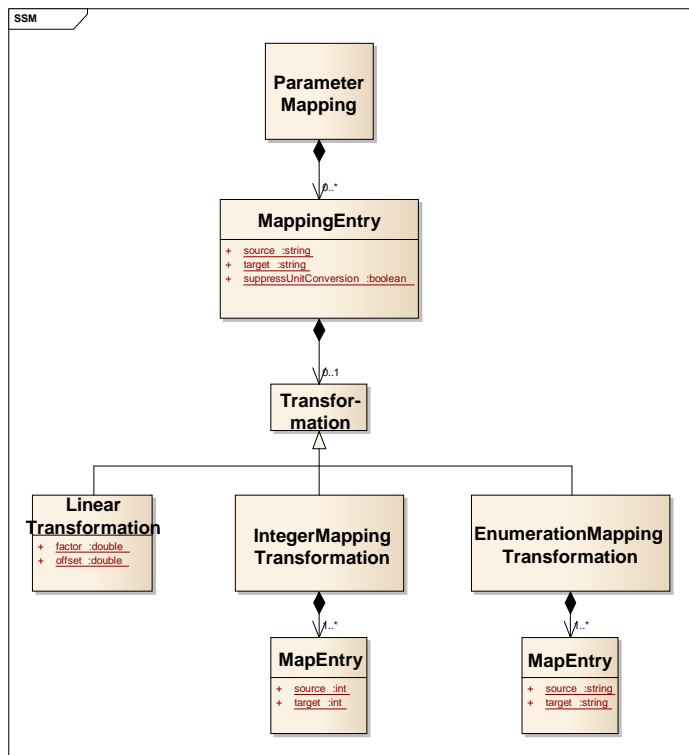 SSM
Parameter
Mapping
0..*
MappingEntry
+ source :string
+ target :string
+ suppressUnitConversion :boolean
0..1
Transfor-
mation
Linear
Transformation
+ factor :double
+ offset :double
IntegerMapping
Transformation
EnumerationMapping
Transformation
1..*
1..*
MapEntry
+ source :int
+ target :int
MapEntry
+ source :string
+ target :string